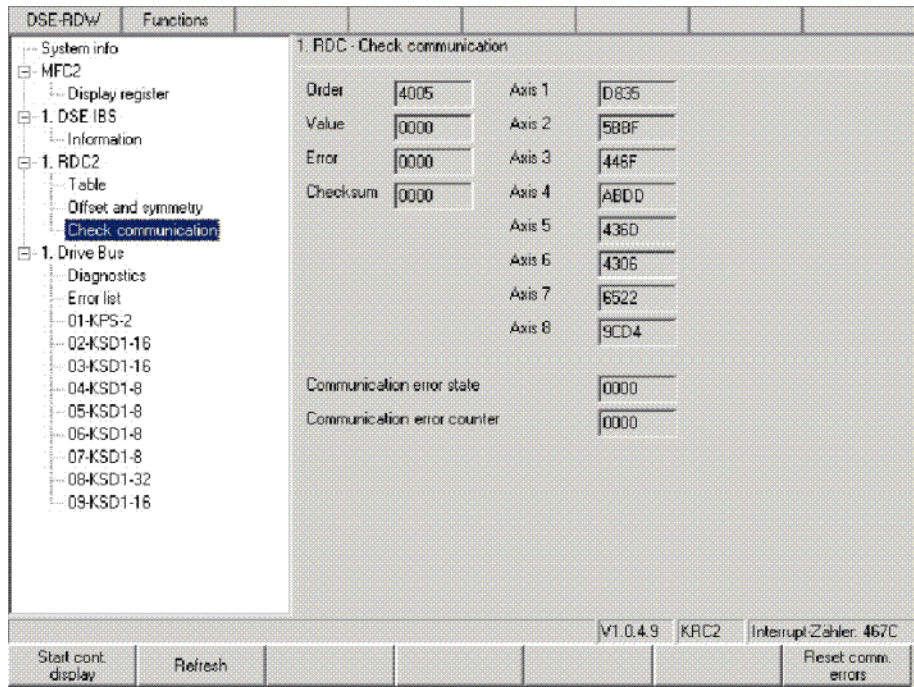 DSE-RDW Functions
System info
MFC2
Display register
1. DSE IBS
Information
1. RDC2
Table
Offset and symmetry
Check communication
1. Drive Bus
Diagnostics
Error list
01-KPS-2
02-KSD1-16
03-KSD1-16
04-KSD1-8
05-KSD1-8
06-KSD1-8
07-KSD1-8
08-KSD1-32
09-KSD1-16
1. RDC - Check communication
Order 4005 Axis 1 D835
Value 0000 Axis 2 5BBF
Error 0000 Axis 3 446F
Checksum 0000 Axis 4 ABDD
Axis 5 436D
Axis 6 4306
Axis 7 6522
Axis 8 9CD4
Communication error state 0000
Communication error counter 0000
V1.0.4.9 KRC2 Interrupt-Zähler: 467C
Start cont. Refresh Reset comm.
display errors